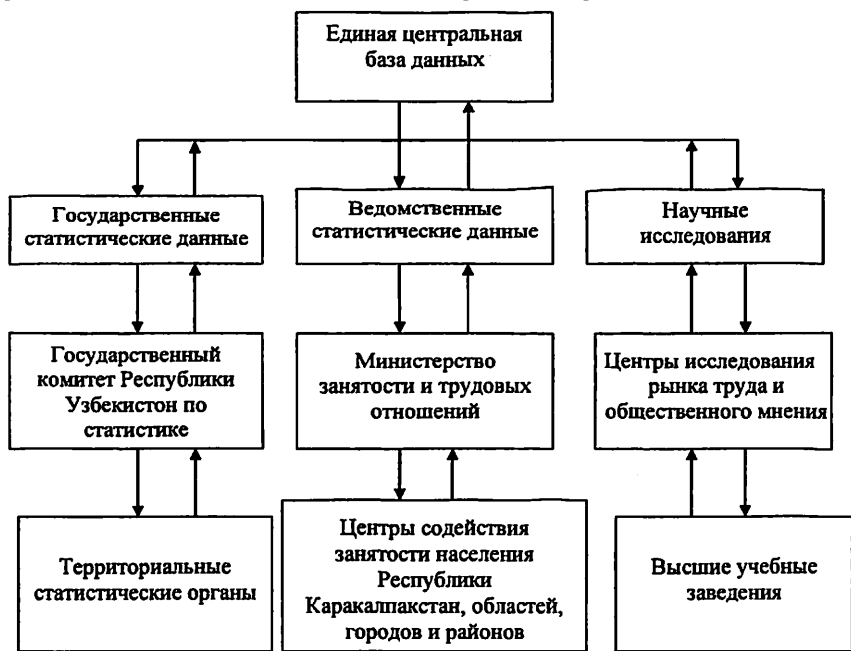 Единая центральная
база данных
Государственные
статистические данные
Ведомственные
статистические данные
Научные
исследования
Государственный
комитет Республики
Узбекистон по
статистике
Министерство
занятости и трудовых
отношений
Центры исследования
рынка труда и
общественного мнения
Территориальные
статистические органы
Центры содействия
занятости населения
Республики
Каракалпакстан, областей,
городов и районов
Высшие учебные
заведения